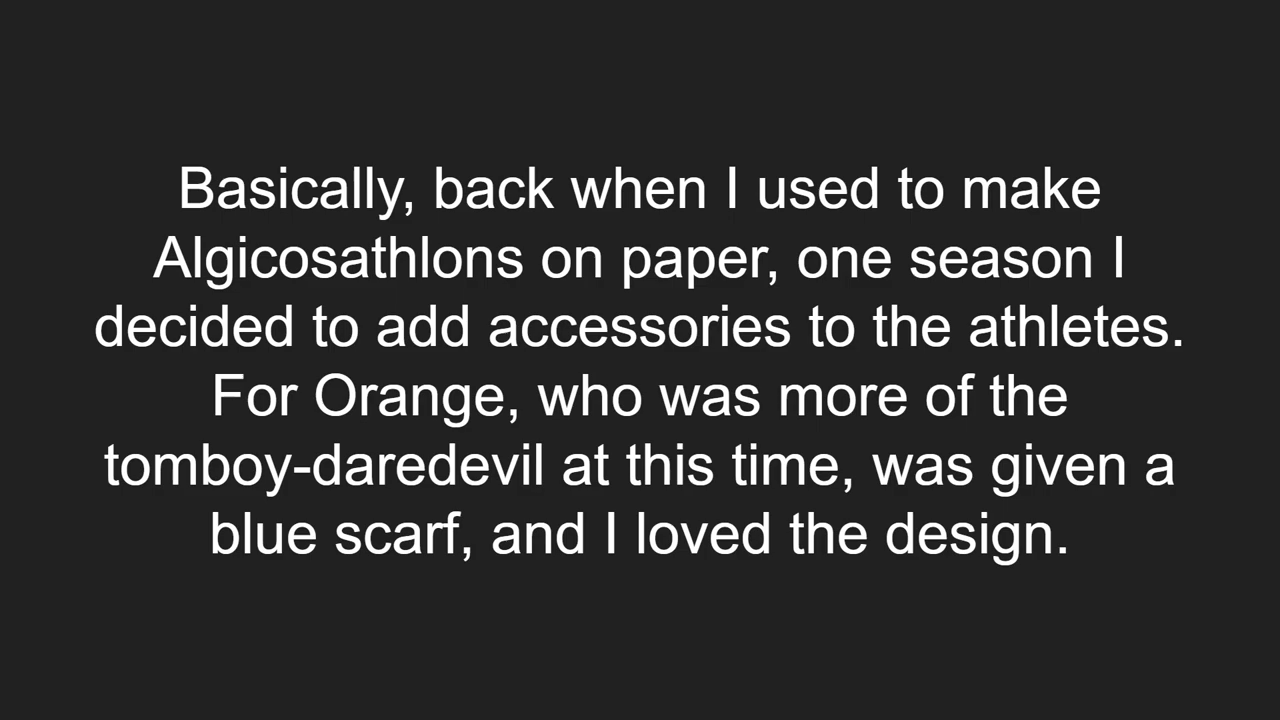 Basically, back when I used to make
Algicosathlons on paper, one season I
decided to add accessories to the athletes.
For Orange, who was more of the
tomboy-daredevil at this time, was given a
blue scarf, and I loved the design.